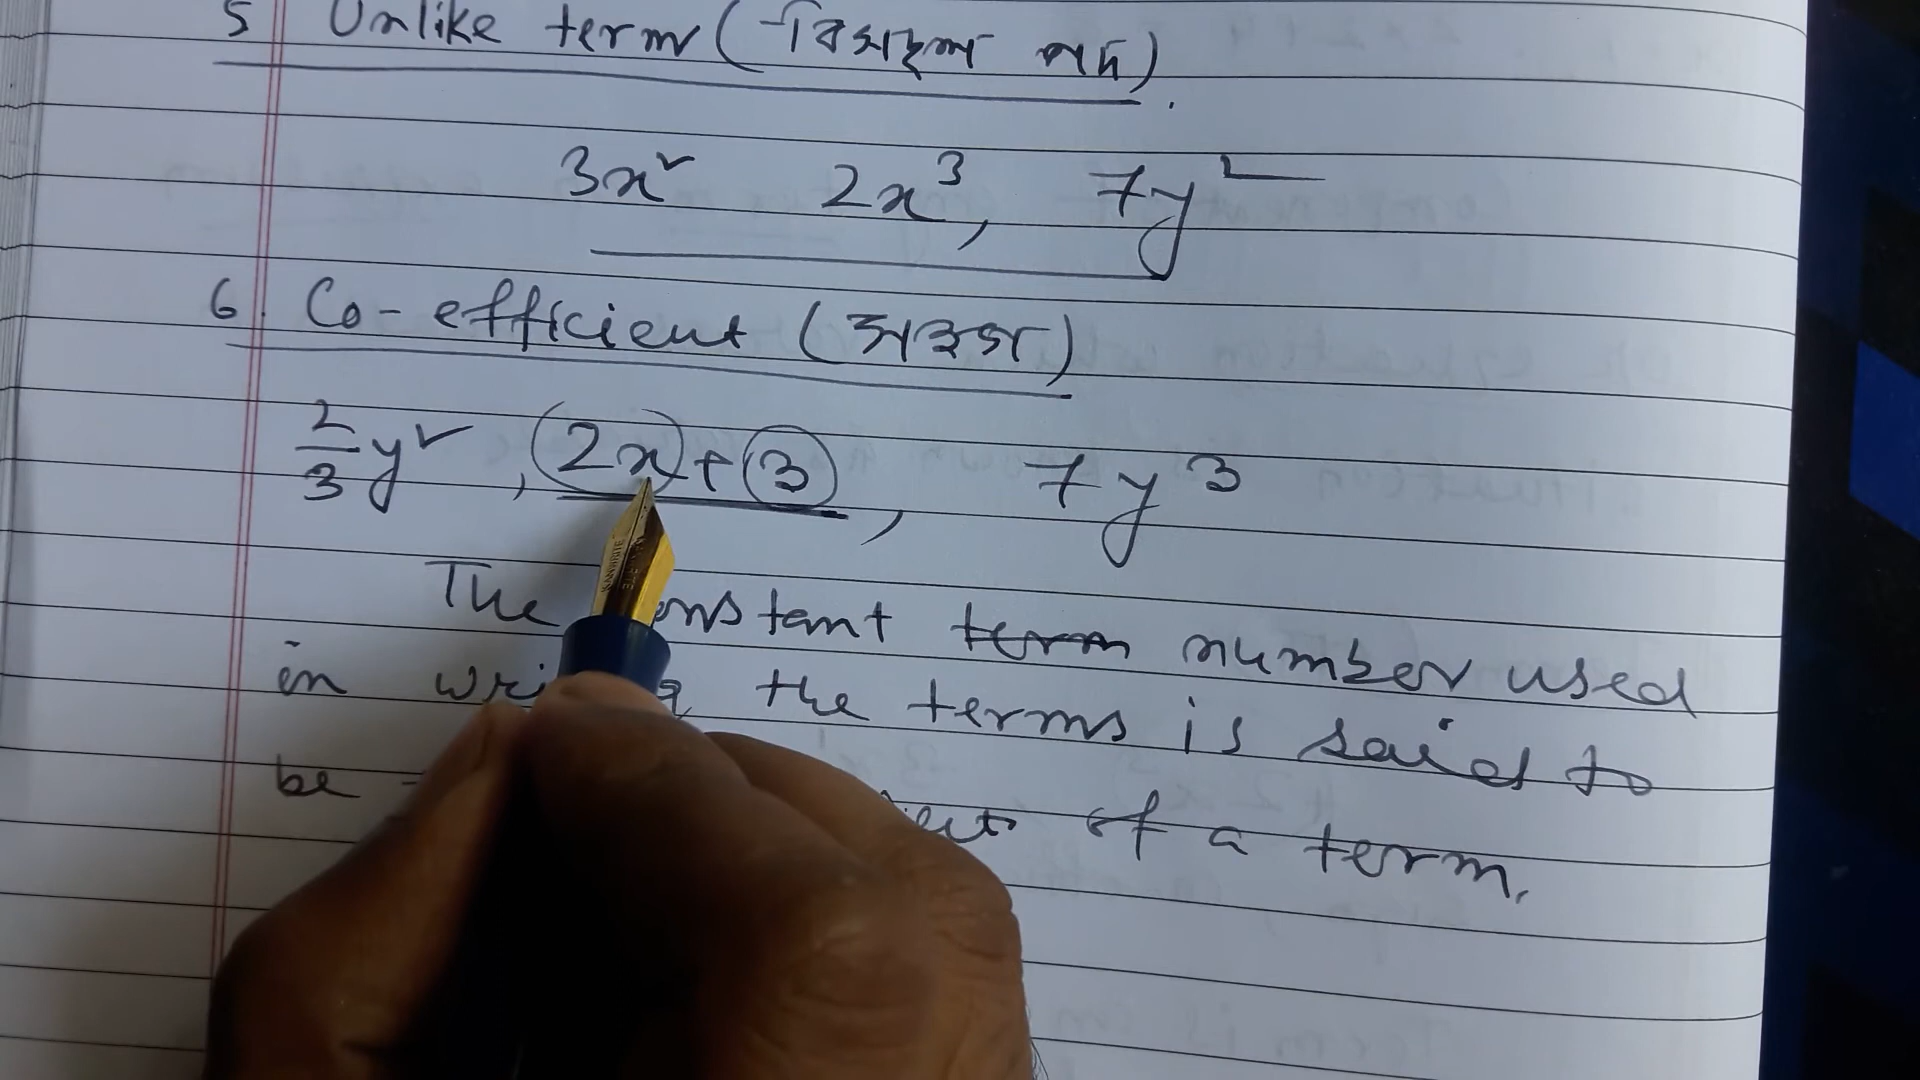 5 Unlike term (বিসদৃশ পদ).
3x² 2x³, 7y²
6. Co-efficient (সহগ)
2/3 y², 2x+3, 7y³
The constant term number used
in the terms is said to
be of a term.